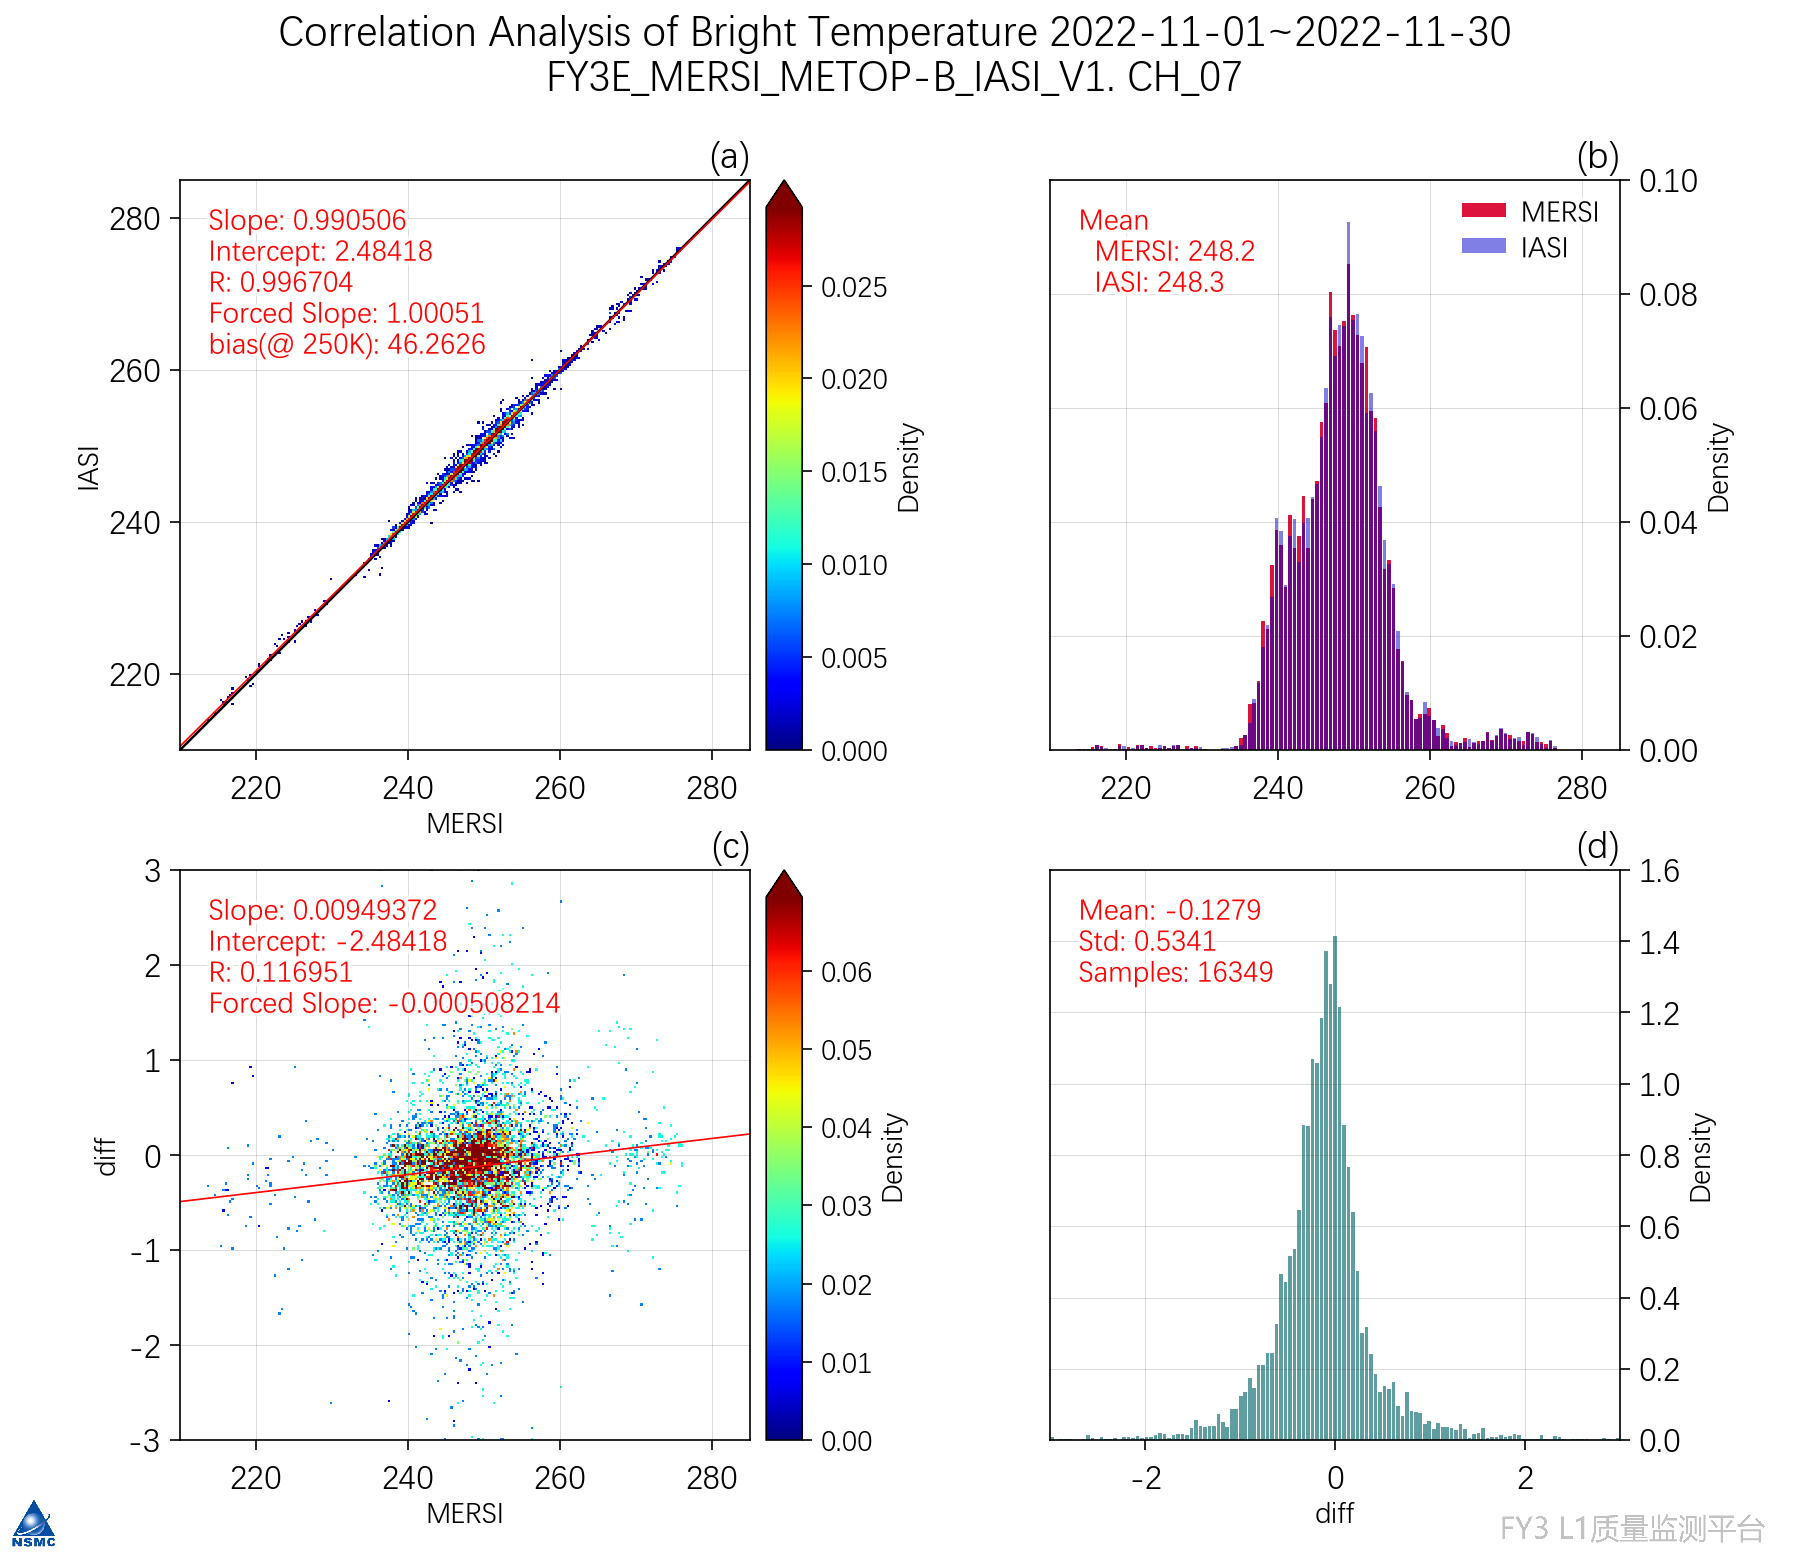 Correlation Analysis of Bright Temperature 2022-11-01~2022-11-30
FY3E_MERSI_METOP-B_IASI_V1. CH_07
(a)
Slope: 0.990506
Intercept: 2.48418
R: 0.996704
Forced Slope: 1.00051
bias(@ 250K): 46.2626
280
260
240
220
IASI
220
240
260
280
MERSI
0.025
0.020
0.015
0.010
0.005
0.000
Density
(b)
Mean
MERSI: 248.2
IASI: 248.3
MERSI
IASI
0.10
0.08
0.06
0.04
0.02
0.00
Density
220
240
260
280
(c)
Slope: 0.00949372
Intercept: -2.48418
R: 0.116951
Forced Slope: -0.000508214
3
2
1
0
-1
-2
-3
diff
220
240
260
280
MERSI
0.06
0.05
0.04
0.03
0.02
0.01
0.00
Density
(d)
Mean: -0.1279
Std: 0.5341
Samples: 16349
1.6
1.4
1.2
1.0
0.8
0.6
0.4
0.2
0.0
Density
-2
0
2
diff
NSMC
FY3 L1质量监测平台